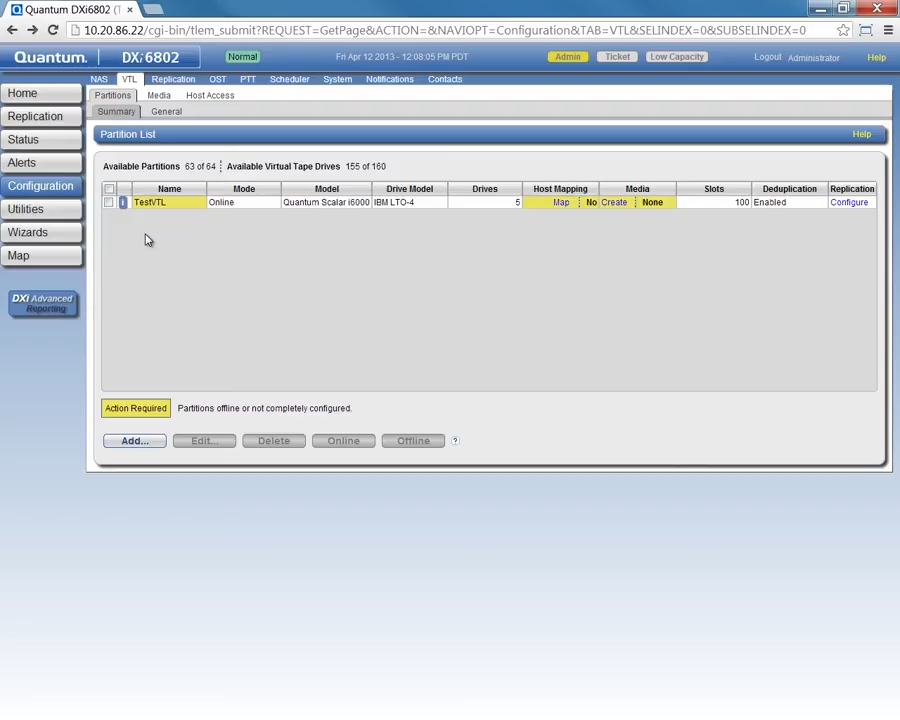 Quantum DXi6802 (T ×
10.20.86.22/cgi-bin/tlem_submit?REQUEST=GetPage&ACTION=&NAVIOPT=Configuration&TAB=VTL&SELINDEX=0&SUBSELINDEX=0
Quantum. DXi6802 Normal Fri Apr 12 2013 - 12:08:05 PM PDT Admin Ticket Low Capacity Logout Administrator Help
NAS VTL Replication OST PTT Scheduler System Notifications Contacts
Home
Replication
Status
Alerts
Configuration
Utilities
Wizards
Map
DXi Advanced
Reporting
Partitions Media Host Access
Summary General
Partition List Help
Available Partitions 63 of 64 Available Virtual Tape Drives 155 of 160
Name Mode Model Drive Model Drives Host Mapping Media Slots Deduplication Replication
i TestVTL Online Quantum Scalar i6000 IBM LTO-4 5 Map No Create None 100 Enabled Configure
Action Required Partitions offline or not completely configured.
Add... Edit... Delete Online Offline ?